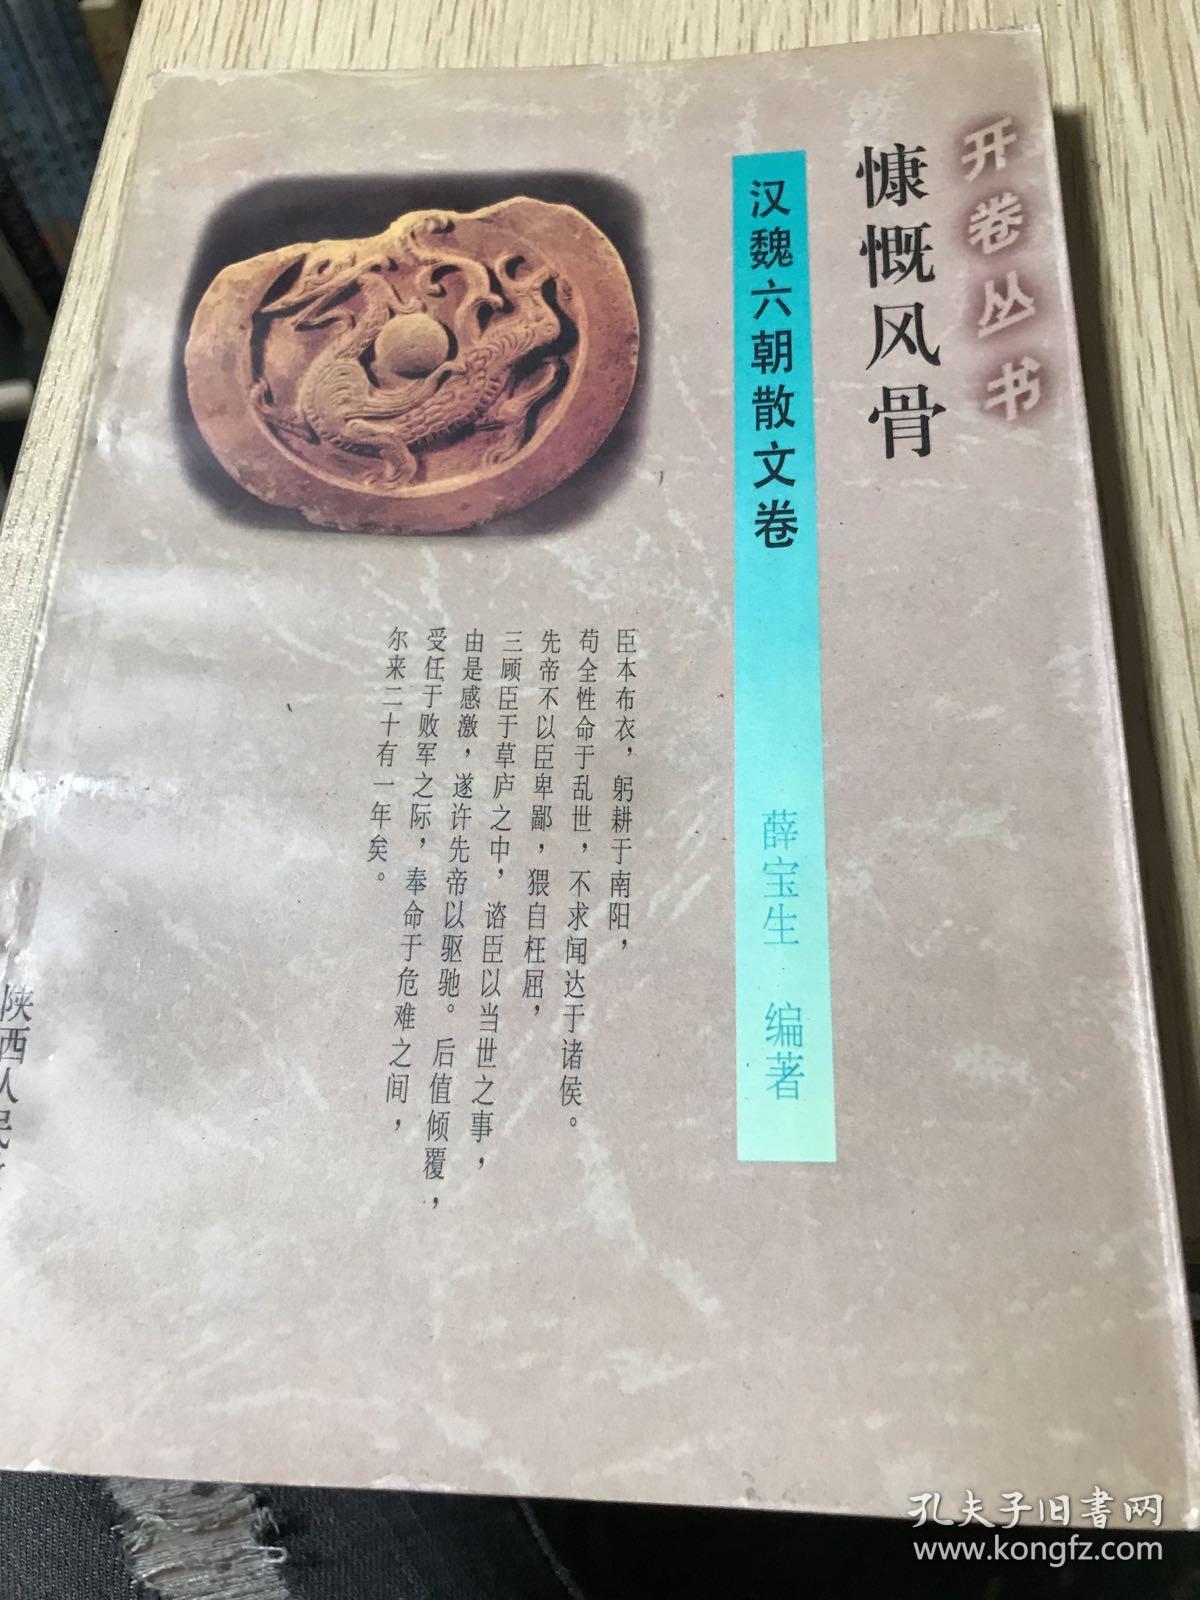 开卷丛书
慷慨风骨
汉魏六朝散文卷
薛宝生 编著
臣本布衣，躬耕于南阳，
苟全性命于乱世，不求闻达于诸侯。
先帝不以臣卑鄙，猥自枉屈，
三顾臣于草庐之中，谘臣以当世之事，
由是感激，遂许先帝以驱驰。后值倾覆，
受任于败军之际，奉命于危难之间，
尔来二十有一年矣。
陕西人民
孔夫子旧书网
www.kongfz.com